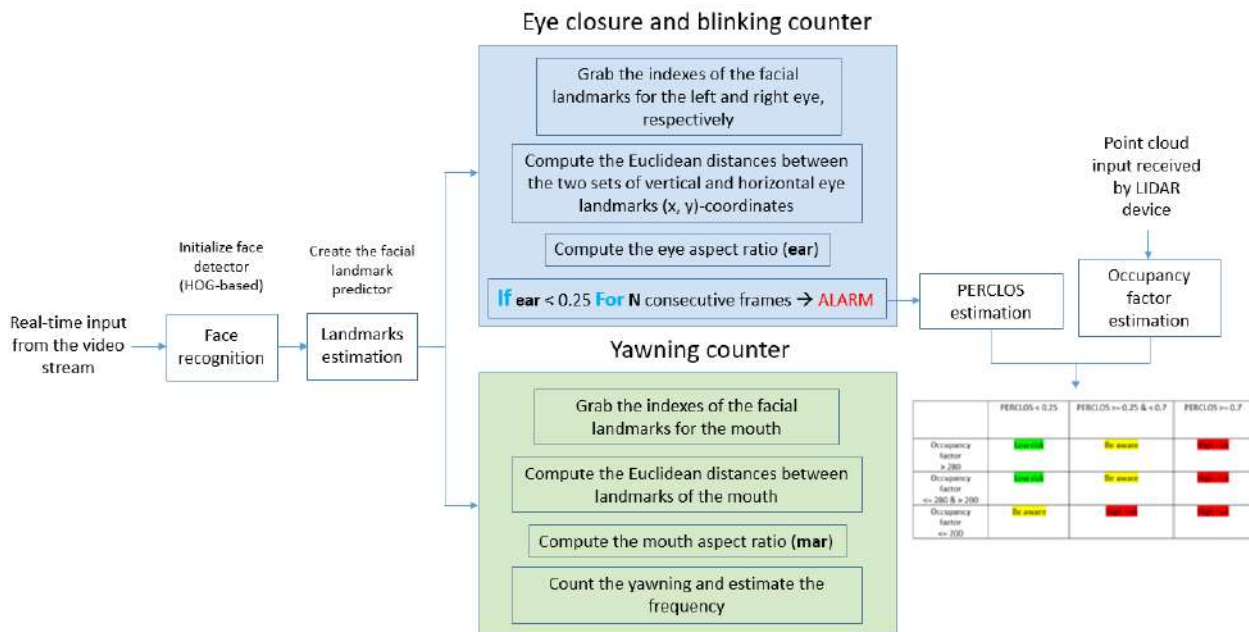 Eye closure and blinking counter
Grab the indexes of the facial
landmarks for the left and right eye,
respectively
Compute the Euclidean distances between
the two sets of vertical and horizontal eye
landmarks (x, y)-coordinates
Compute the eye aspect ratio (ear)
If ear < 0.25 For N consecutive frames → ALARM
Point cloud
input received
by LIDAR
device
Initialize face
detector
(HOG-based)
Create the facial
landmark
predictor
Real-time input
from the video
stream
Face
recognition
Landmarks
estimation
PERCLOS
estimation
Occupancy
factor
estimation
Yawning counter
Grab the indexes of the facial
landmarks for the mouth
Compute the Euclidean distances between
landmarks of the mouth
Compute the mouth aspect ratio (mar)
Count the yawning and estimate the
frequency
PERCLOS < 0.25 PERCLOS >= 0.25 & < 0.7 PERCLOS >= 0.7
Occupancy
factor
> 280
Low risk Be aware High risk
Occupancy
factor
<= 280 & > 200
Low risk Be aware High risk
Occupancy
factor
<= 200
Be aware High risk High risk